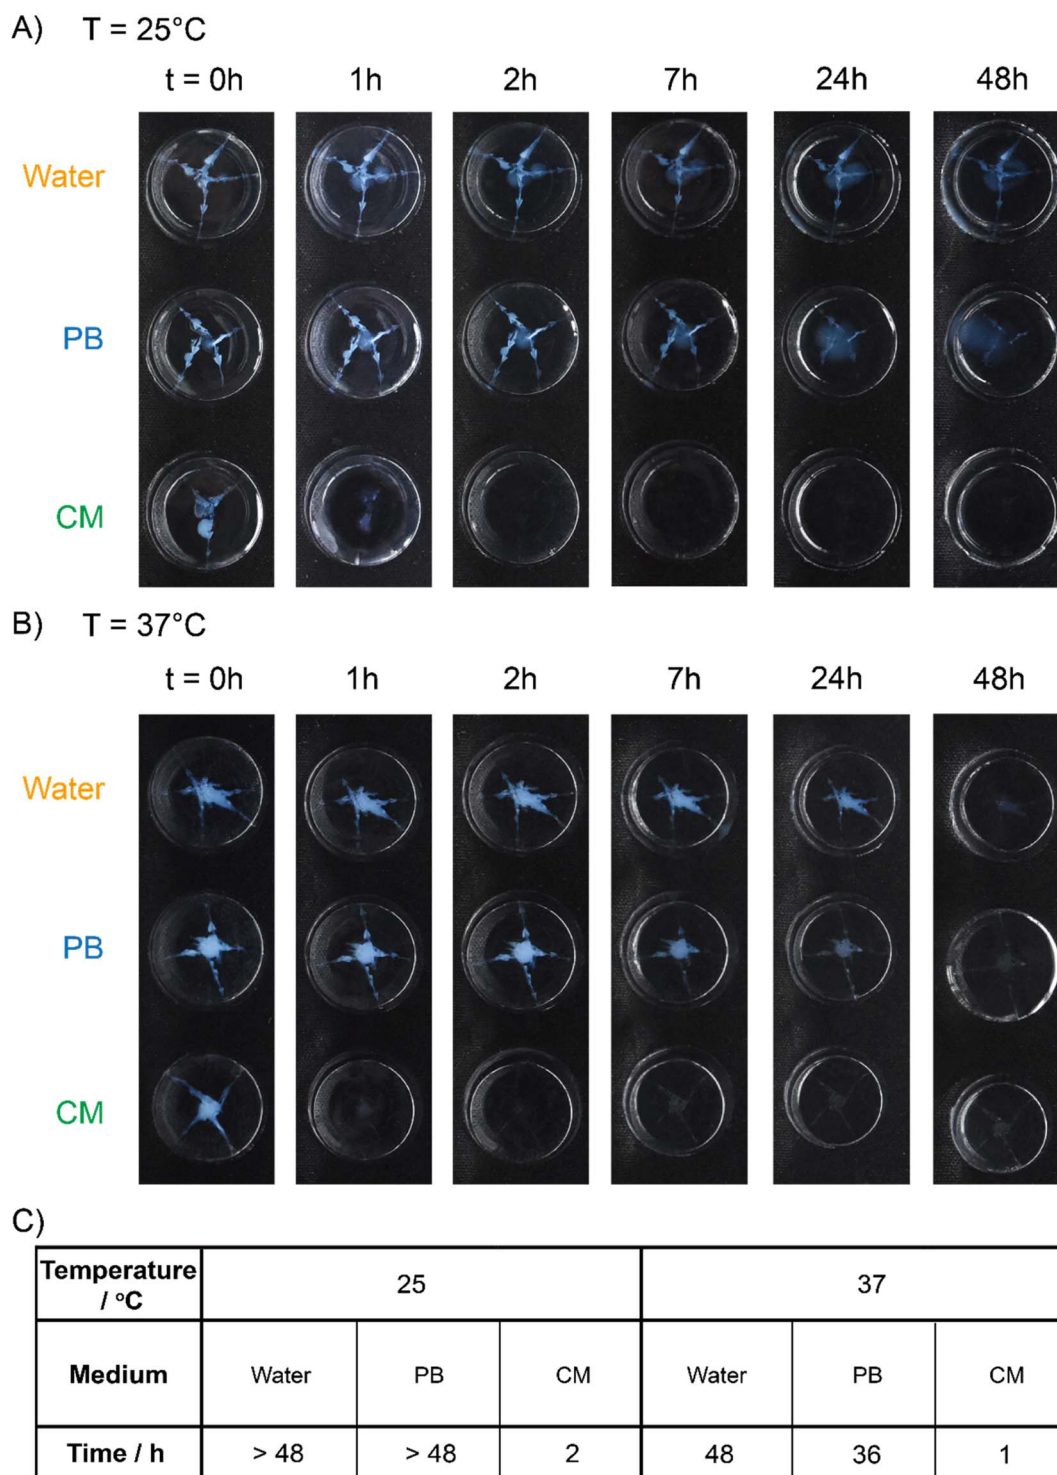 A) T = 25°C
t = 0h 1h 2h 7h 24h 48h
Water
PB
CM
B) T = 37°C
t = 0h 1h 2h 7h 24h 48h
Water
PB
CM
C)
Temperature / °C 25 37
Medium Water PB CM Water PB CM
Time / h > 48 > 48 2 48 36 1